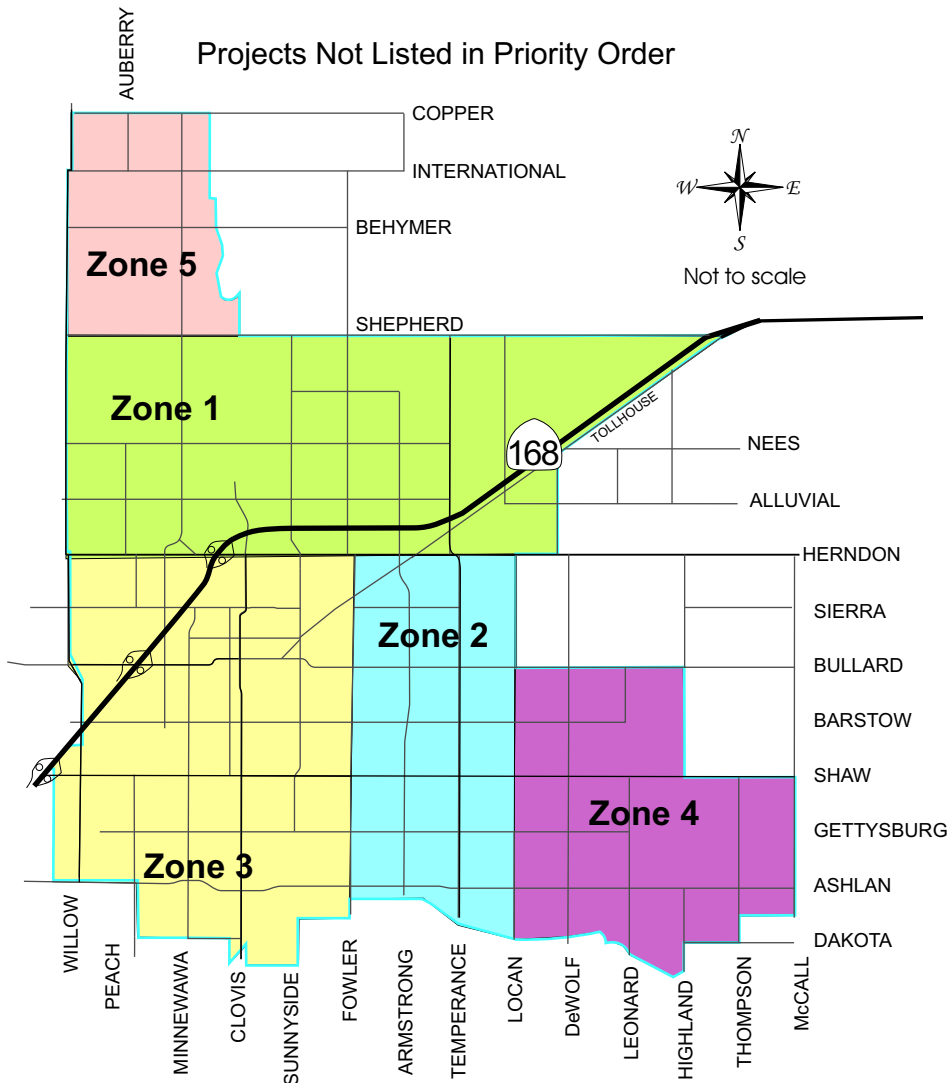 Projects Not Listed in Priority Order
AUBERRY
COPPER
INTERNATIONAL
BEHYMER
N
W
E
S
Not to scale
Zone 5
SHEPHERD
Zone 1
TOLLHOUSE
168
NEES
ALLUVIAL
HERNDON
SIERRA
Zone 2
BULLARD
BARSTOW
SHAW
Zone 4
GETTYSBURG
Zone 3
ASHLAN
DAKOTA
WILLOW
PEACH
MINNEWAWA
CLOVIS
SUNNYSIDE
FOWLER
ARMSTRONG
TEMPERANCE
LOCAN
DeWOLF
LEONARD
HIGHLAND
THOMPSON
McCALL